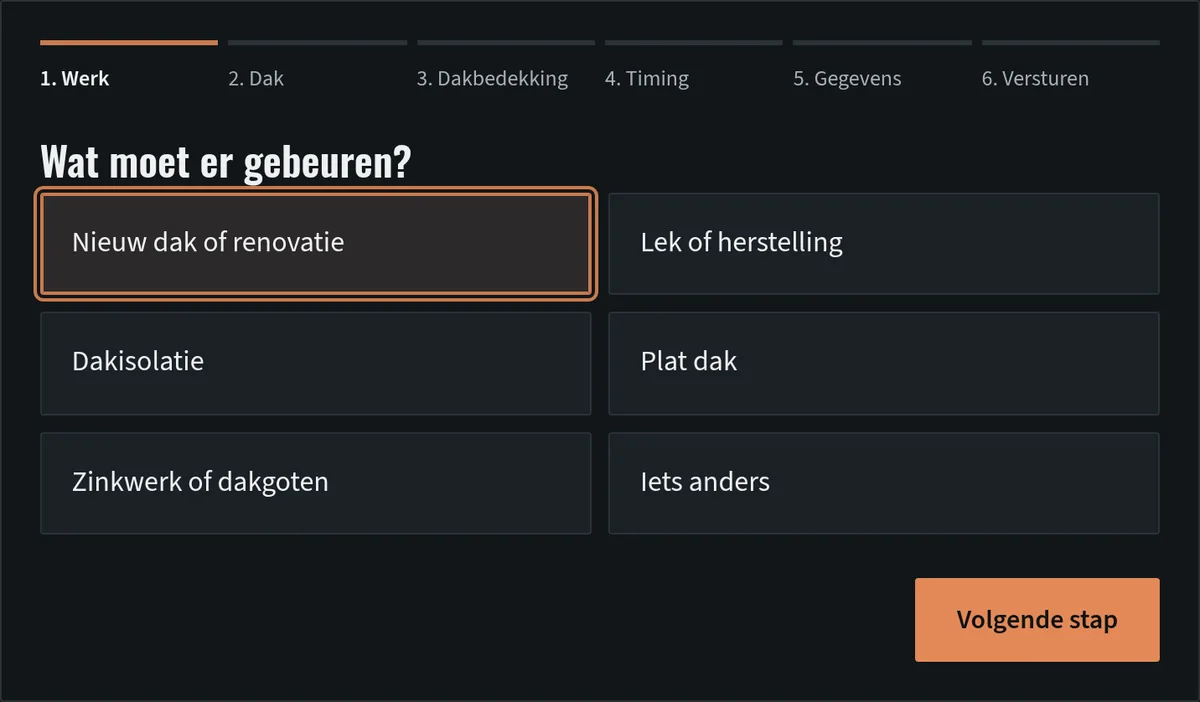 1. Werk
2. Dak
3. Dakbedekking
4. Timing
5. Gegevens
6. Versturen
Wat moet er gebeuren?
Nieuw dak of renovatie
Lek of herstelling
Dakisolatie
Plat dak
Zinkwerk of dakgoten
Iets anders
Volgende stap